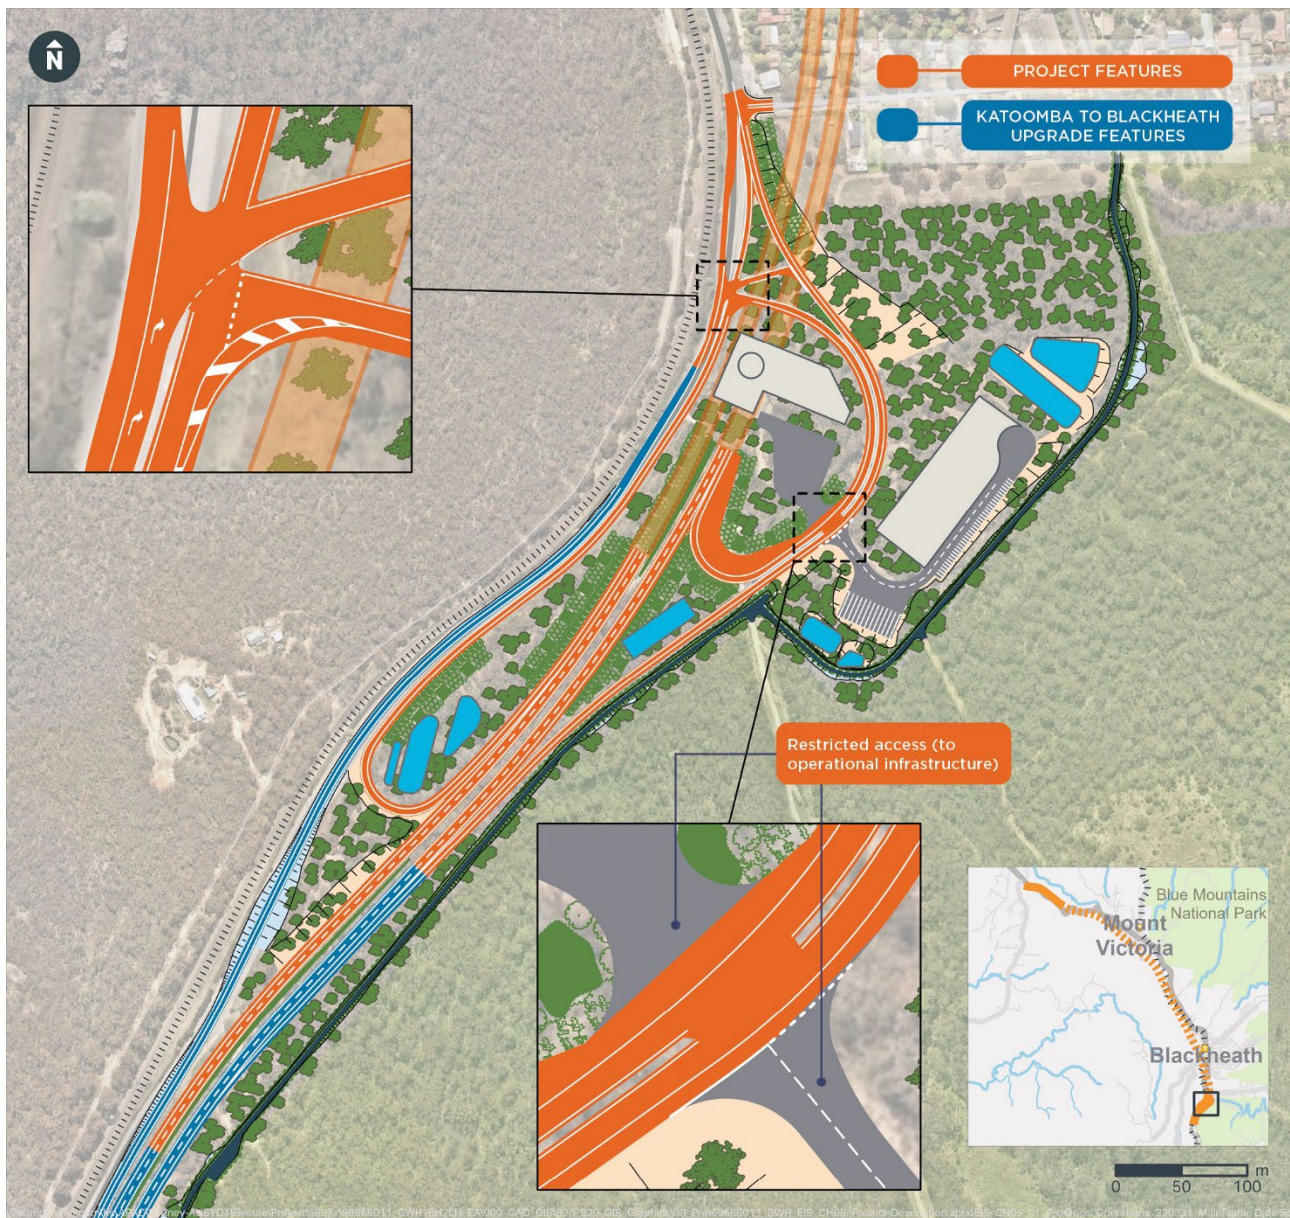 N
PROJECT FEATURES
KATOOMBA TO BLACKHEATH
UPGRADE FEATURES
Restricted access (to
operational infrastructure)
Blue Mountains
National Park
Mount
Victoria
Blackheath
m
0 50 100